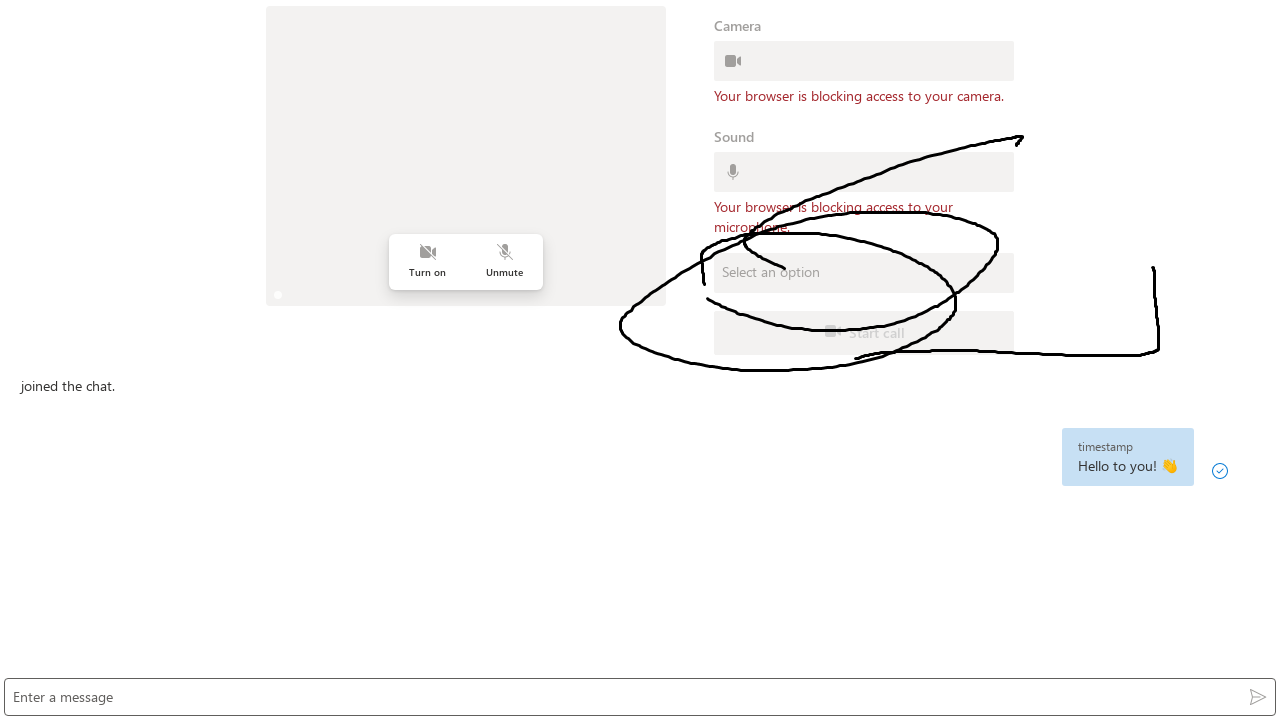 Camera
Your browser is blocking access to your camera.
Sound
Your browser is blocking access to your
microphone.
Select an option
Start call
Turn on
Unmute
joined the chat.
timestamp
Hello to you! 👋
Enter a message